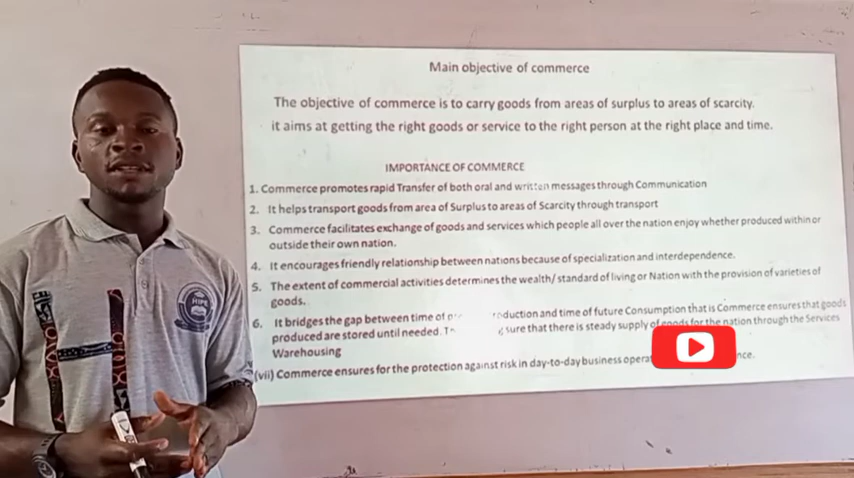 Main objective of commerce
The objective of commerce is to carry goods from areas of surplus to areas of scarcity.
it aims at getting the right goods or service to the right person at the right place and time.
IMPORTANCE OF COMMERCE
1. Commerce promotes rapid Transfer of both oral and written messages through Communication
2. It helps transport goods from area of Surplus to areas of Scarcity through transport
3. Commerce facilitates exchange of goods and services which people all over the nation enjoy whether produced within or
outside their own nation.
4. It encourages friendly relationship between nations because of specialization and interdependence.
5. The extent of commercial activities determines the wealth/ standard of living or Nation with the provision of varieties of
goods.
6. It bridges the gap between time of roduction and time of future Consumption that is Commerce ensures that goods
produced are stored until needed. sure that there is steady supply of goods for the nation through the Services
Warehousing
(vii) Commerce ensures for the protection against risk in day-to-day business